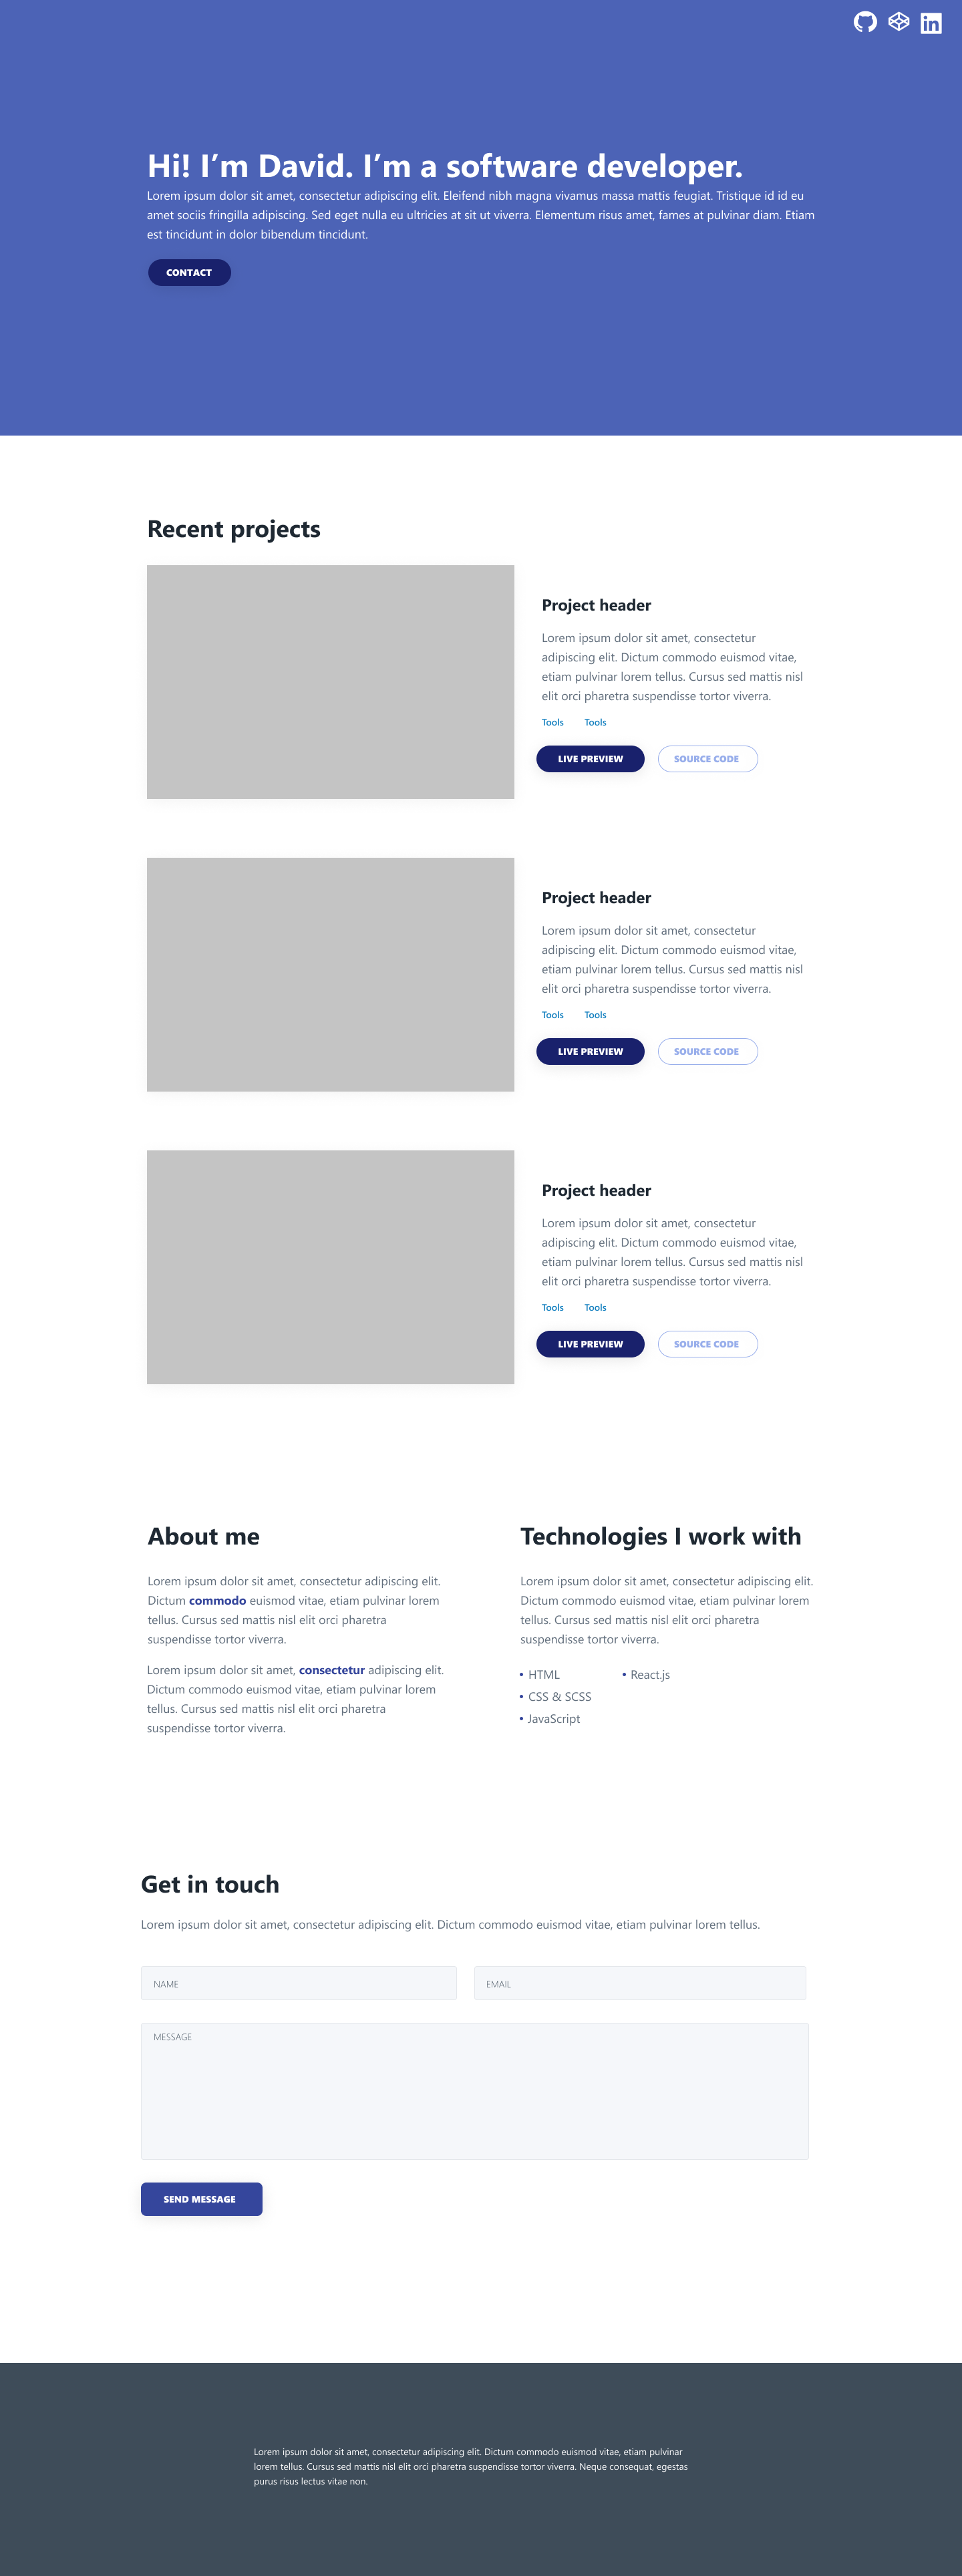 in
Hi! I’m David. I’m a software developer.
Lorem ipsum dolor sit amet, consectetur adipiscing elit. Eleifend nibh magna vivamus massa mattis feugiat. Tristique id id eu
amet sociis fringilla adipiscing. Sed eget nulla eu ultricies at sit ut viverra. Elementum risus amet, fames at pulvinar diam. Etiam
est tincidunt in dolor bibendum tincidunt.
CONTACT
Recent projects
Project header
Lorem ipsum dolor sit amet, consectetur
adipiscing elit. Dictum commodo euismod vitae,
etiam pulvinar lorem tellus. Cursus sed mattis nisl
elit orci pharetra suspendisse tortor viverra.
Tools Tools
LIVE PREVIEW SOURCE CODE
Project header
Lorem ipsum dolor sit amet, consectetur
adipiscing elit. Dictum commodo euismod vitae,
etiam pulvinar lorem tellus. Cursus sed mattis nisl
elit orci pharetra suspendisse tortor viverra.
Tools Tools
LIVE PREVIEW SOURCE CODE
Project header
Lorem ipsum dolor sit amet, consectetur
adipiscing elit. Dictum commodo euismod vitae,
etiam pulvinar lorem tellus. Cursus sed mattis nisl
elit orci pharetra suspendisse tortor viverra.
Tools Tools
LIVE PREVIEW SOURCE CODE
About me
Lorem ipsum dolor sit amet, consectetur adipiscing elit.
Dictum commodo euismod vitae, etiam pulvinar lorem
tellus. Cursus sed mattis nisl elit orci pharetra
suspendisse tortor viverra.
Lorem ipsum dolor sit amet, consectetur adipiscing elit.
Dictum commodo euismod vitae, etiam pulvinar lorem
tellus. Cursus sed mattis nisl elit orci pharetra
suspendisse tortor viverra.
Technologies I work with
Lorem ipsum dolor sit amet, consectetur adipiscing elit.
Dictum commodo euismod vitae, etiam pulvinar lorem
tellus. Cursus sed mattis nisl elit orci pharetra
suspendisse tortor viverra.
• HTML
• CSS & SCSS
• JavaScript
• React.js
Get in touch
Lorem ipsum dolor sit amet, consectetur adipiscing elit. Dictum commodo euismod vitae, etiam pulvinar lorem tellus.
NAME
EMAIL
MESSAGE
SEND MESSAGE
Lorem ipsum dolor sit amet, consectetur adipiscing elit. Dictum commodo euismod vitae, etiam pulvinar
lorem tellus. Cursus sed mattis nisl elit orci pharetra suspendisse tortor viverra. Neque consequat, egestas
purus risus lectus vitae non.